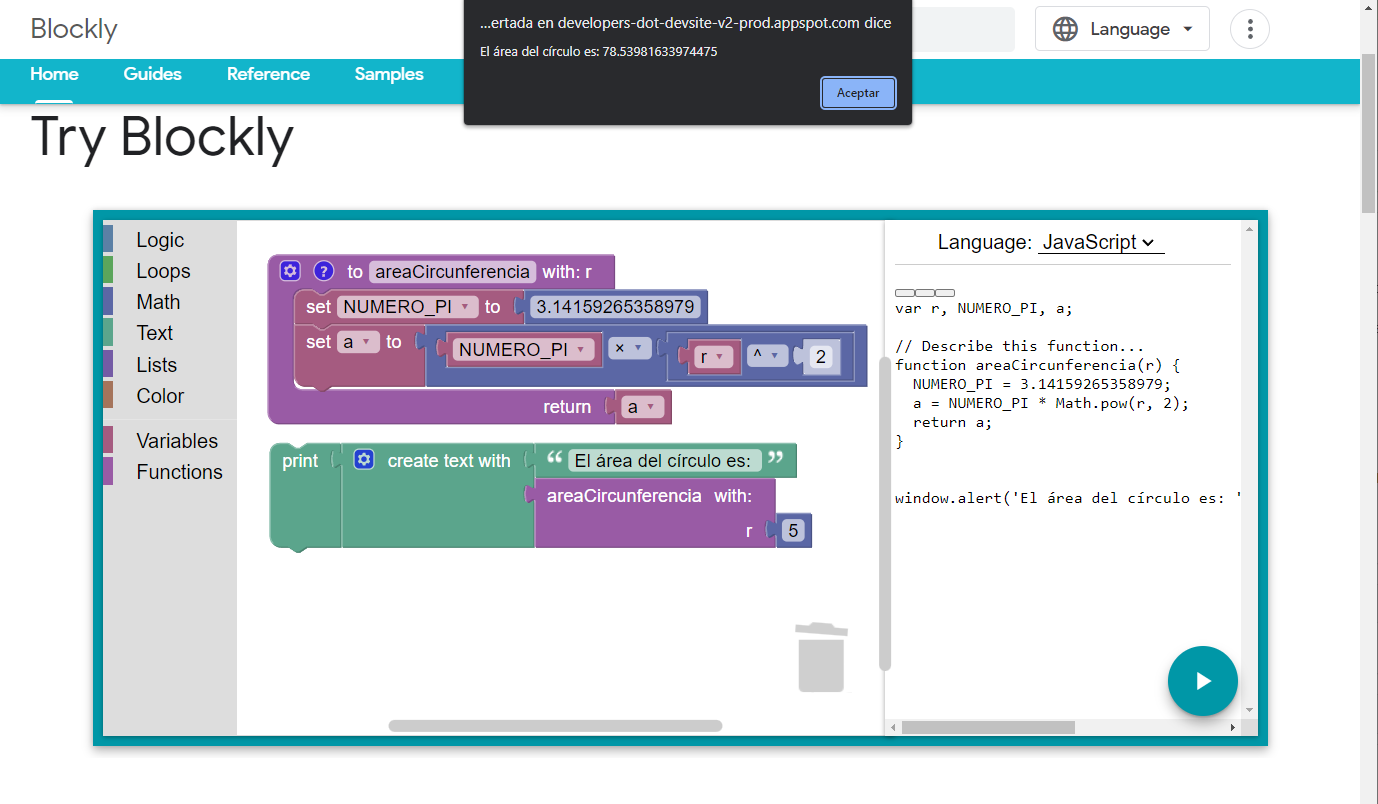 Blockly
...ertada en developers-dot-devsite-v2-prod.appspot.com dice
El área del círculo es: 78.53981633974475
Aceptar
Language
Home Guides Reference Samples
Try Blockly
Logic
Loops
Math
Text
Lists
Color
Variables
Functions
? to areaCircunferencia with: r
set NUMERO_PI to 3.14159265358979
set a to NUMERO_PI × r ^ 2
return a
print create text with “ El área del círculo es: ”
areaCircunferencia with:
r 5
Language: JavaScript
var r, NUMERO_PI, a;
// Describe this function...
function areaCircunferencia(r) {
NUMERO_PI = 3.14159265358979;
a = NUMERO_PI * Math.pow(r, 2);
return a;
}
window.alert('El área del círculo es: '